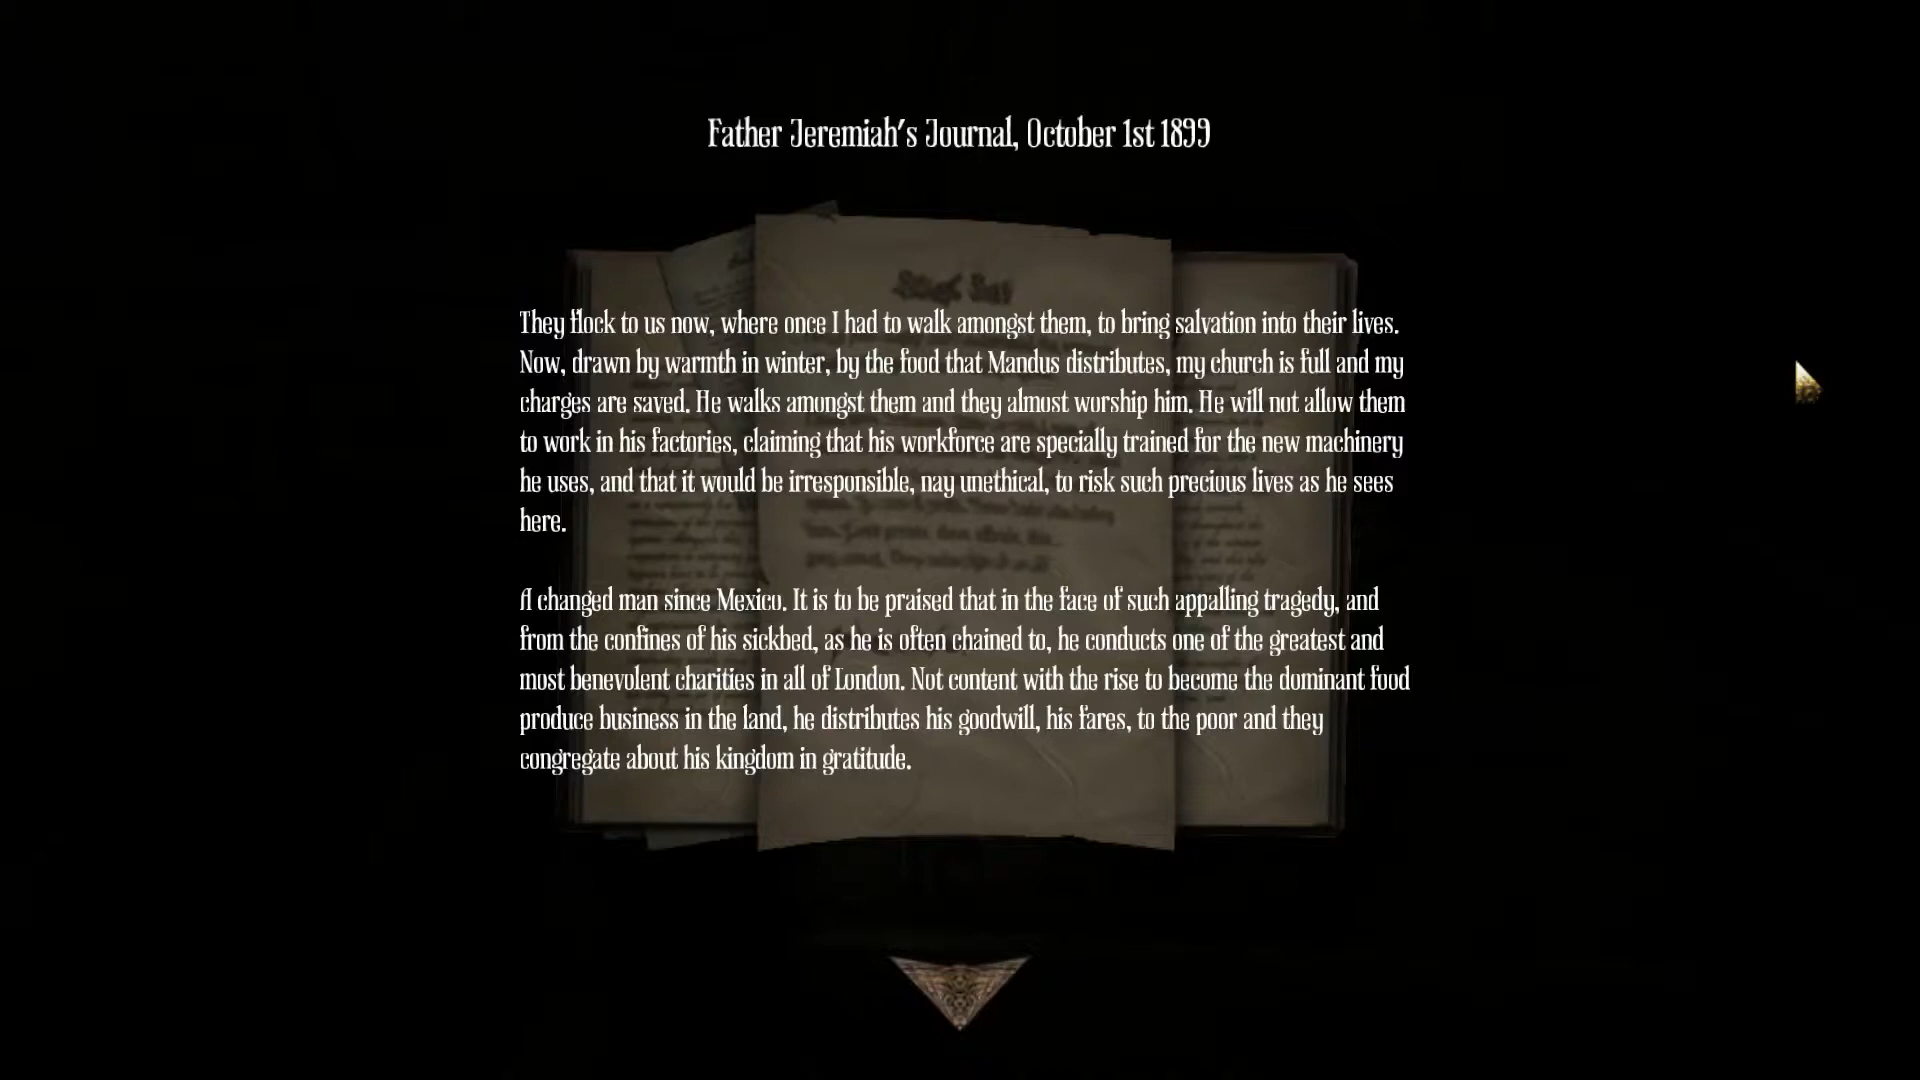 Father Jeremiah's Journal, October 1st 1899
They flock to us now, where once I had to walk amongst them, to bring salvation into their lives.
Now, drawn by warmth in winter, by the food that Mandus distributes, my church is full and my
charges are saved. He walks amongst them and they almost worship him. He will not allow them
to work in his factories, claiming that his workforce are specially trained for the new machinery
he uses, and that it would be irresponsible, nay unethical, to risk such precious lives as he sees
here.
A changed man since Mexico. It is to be praised that in the face of such appalling tragedy, and
from the confines of his sickbed, as he is often chained to, he conducts one of the greatest and
most benevolent charities in all of London. Not content with the rise to become the dominant food
produce business in the land, he distributes his goodwill, his fares, to the poor and they
congregate about his kingdom in gratitude.